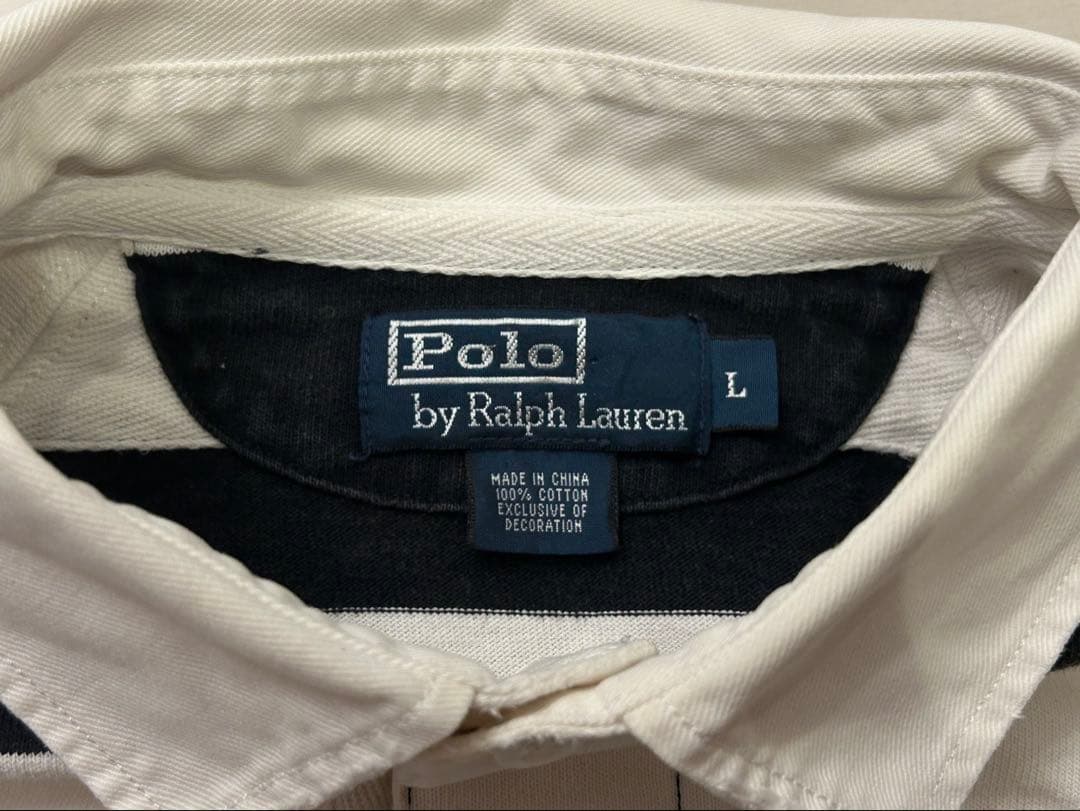 Polo
by Ralph Lauren
L
MADE IN CHINA
100% COTTON
EXCLUSIVE OF
DECORATION